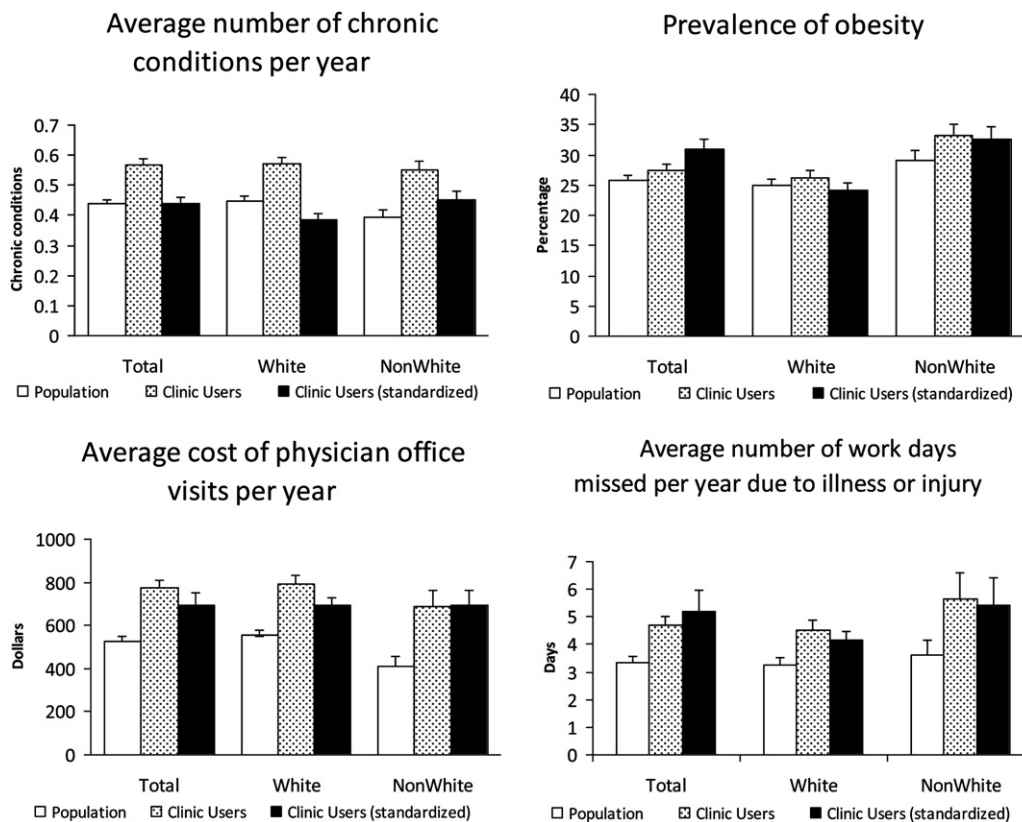 Average number of chronic
conditions per year
Chronic conditions
0.7
0.6
0.5
0.4
0.3
0.2
0.1
0
Total White NonWhite
Population Clinic Users Clinic Users (standardized)
Prevalence of obesity
Percentage
40
35
30
25
20
15
10
5
0
Total White NonWhite
Population Clinic Users Clinic Users (standardized)
Average cost of physician office
visits per year
Dollars
1000
800
600
400
200
0
Total White NonWhite
Population Clinic Users Clinic Users (standardized)
Average number of work days
missed per year due to illness or injury
Days
7
6
5
4
3
2
1
0
Total White NonWhite
Population Clinic Users Clinic Users (standardized)